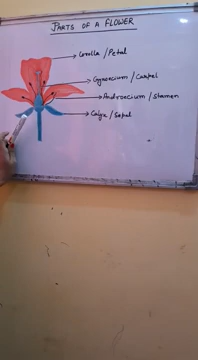 PARTS OF A FLOWER
Corolla / Petal
Gynoecium / Carpel
Androecium / Stamen
Calyx / Sepal